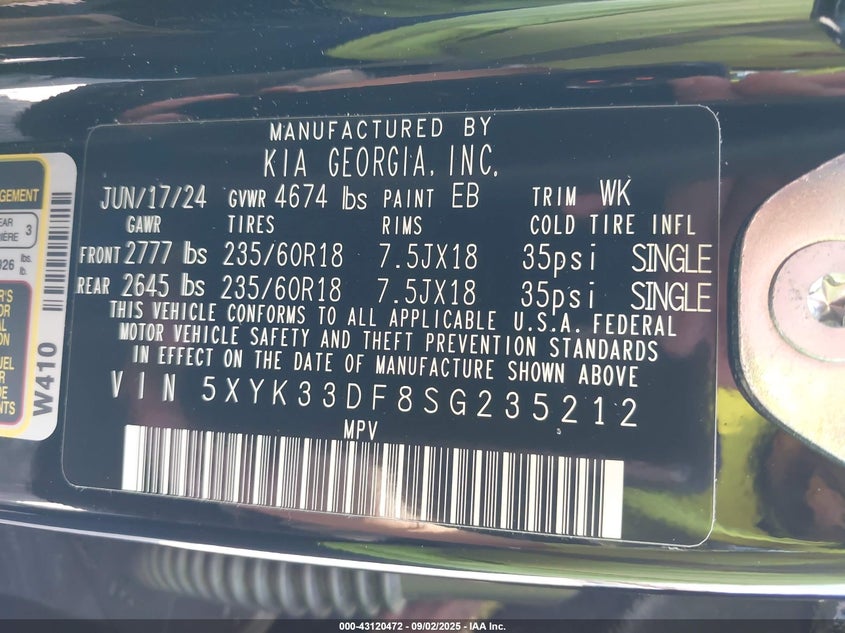 MANUFACTURED BY
KIA GEORGIA, INC.
JUN/17/24 GVWR 4674 lbs PAINT EB TRIM WK
GAWR TIRES RIMS COLD TIRE INFL
FRONT 2777 lbs 235/60R18 7.5JX18 35psi SINGLE
REAR 2645 lbs 235/60R18 7.5JX18 35psi SINGLE
THIS VEHICLE CONFORMS TO ALL APPLICABLE U.S.A. FEDERAL
MOTOR VEHICLE SAFETY AND THEFT PREVENTION STANDARDS
IN EFFECT ON THE DATE OF MANUFACTURE SHOWN ABOVE
VIN 5XYK33DF8SG235212
MPV
3
lb.
W410
000-43120472 - 09/02/2025 - IAA Inc.